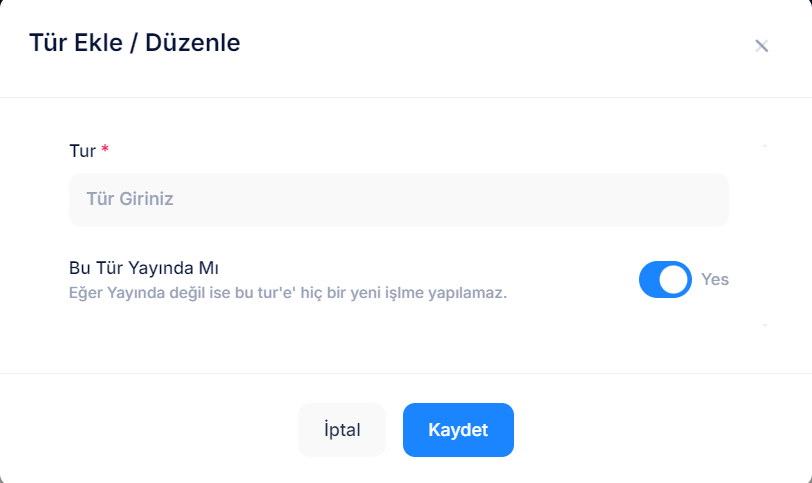 Tür Ekle / Düzenle
Tur *
Tür Giriniz
Bu Tür Yayında Mı
Eğer Yayında değil ise bu tur'e' hiç bir yeni işlme yapılamaz.
Yes
İptal
Kaydet